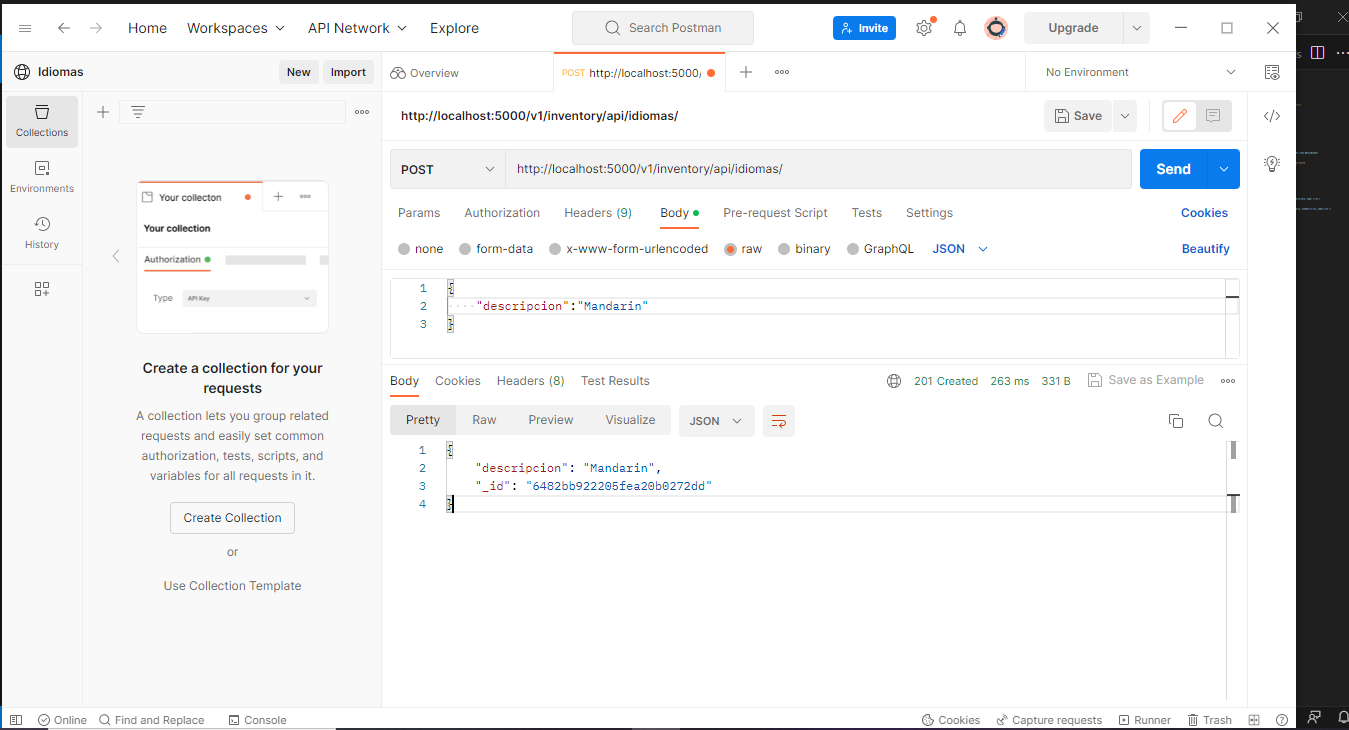 Home Workspaces API Network Explore Search Postman Invite Upgrade
Idiomas New Import Overview POST http://localhost:5000/ No Environment
Collections
Environments
History
Your collecton
Your collection
Authorization
Type API Key
Create a collection for your
requests
A collection lets you group related
requests and easily set common
authorization, tests, scripts, and
variables for all requests in it.
Create Collection
or
Use Collection Template
http://localhost:5000/v1/inventory/api/idiomas/ Save
POST http://localhost:5000/v1/inventory/api/idiomas/ Send
Params Authorization Headers (9) Body Pre-request Script Tests Settings Cookies
none form-data x-www-form-urlencoded raw binary GraphQL JSON Beautify
1 {
2 "descripcion":"Mandarin"
3 }
Body Cookies Headers (8) Test Results 201 Created 263 ms 331 B Save as Example
Pretty Raw Preview Visualize JSON
1 {
2 "descripcion": "Mandarin",
3 "_id": "6482bb922205fea20b0272dd"
4 }
Online Find and Replace Console Cookies Capture requests Runner Trash